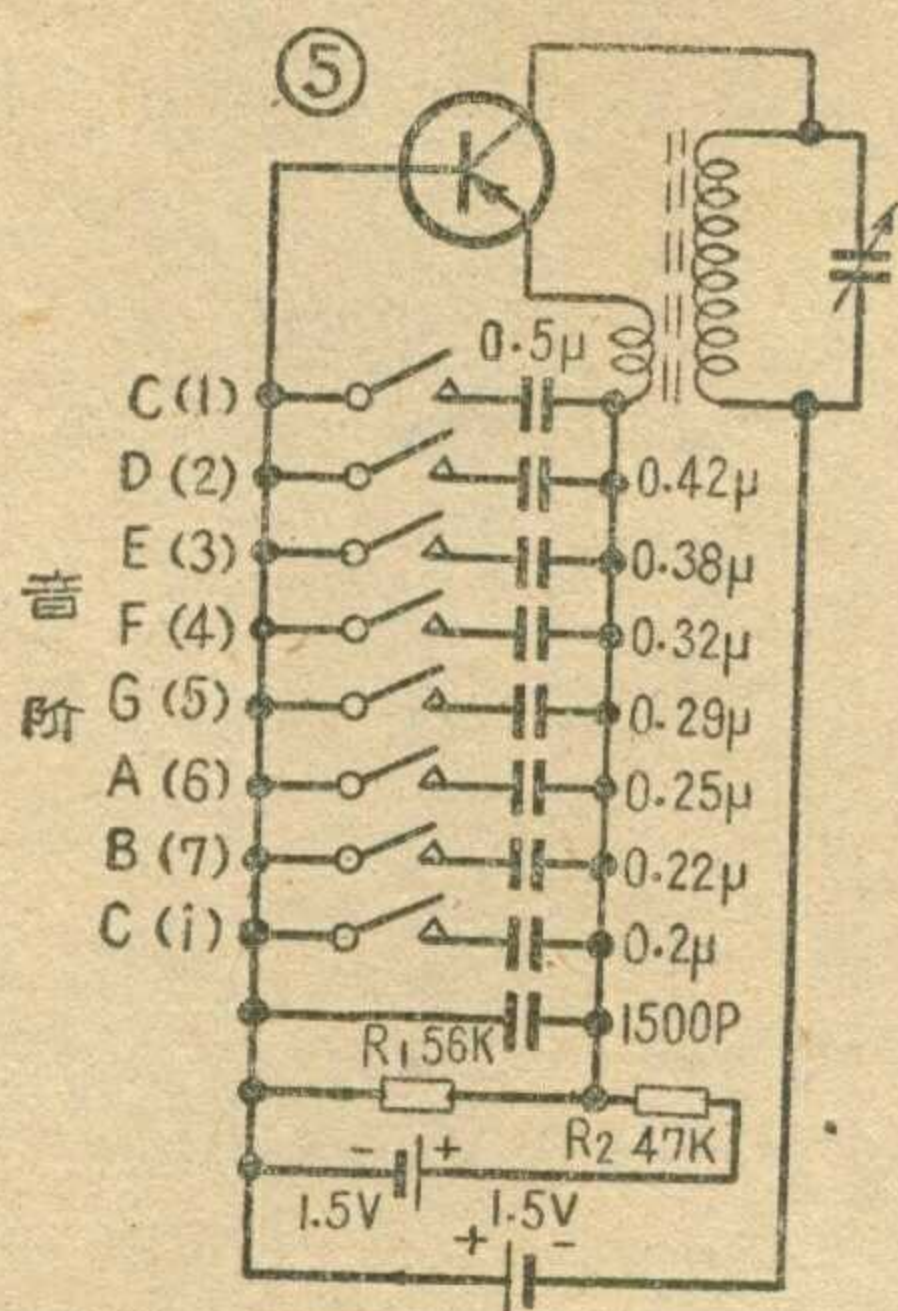 ⑤
0.5μ
C(1)
D(2)
0.42μ
E(3)
0.38μ
音
F(4)
0.32μ
阶
G(5)
0.29μ
A(6)
0.25μ
B(7)
0.22μ
C(i)
0.2μ
1500P
R1 56K
R2 47K
- +
1.5V
1.5V
+ -